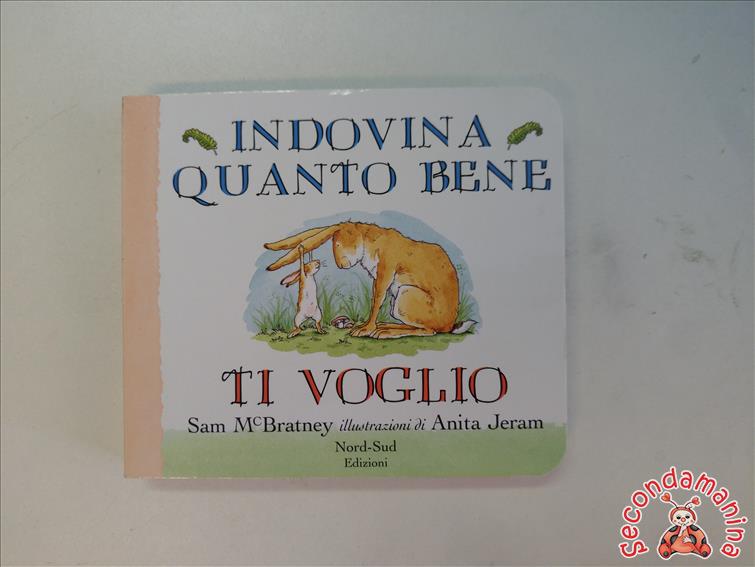 INDOVINA
QUANTO BENE
TI VOGLIO
Sam McBratney illustrazioni di Anita Jeram
Nord-Sud
Edizioni
Secondamanina